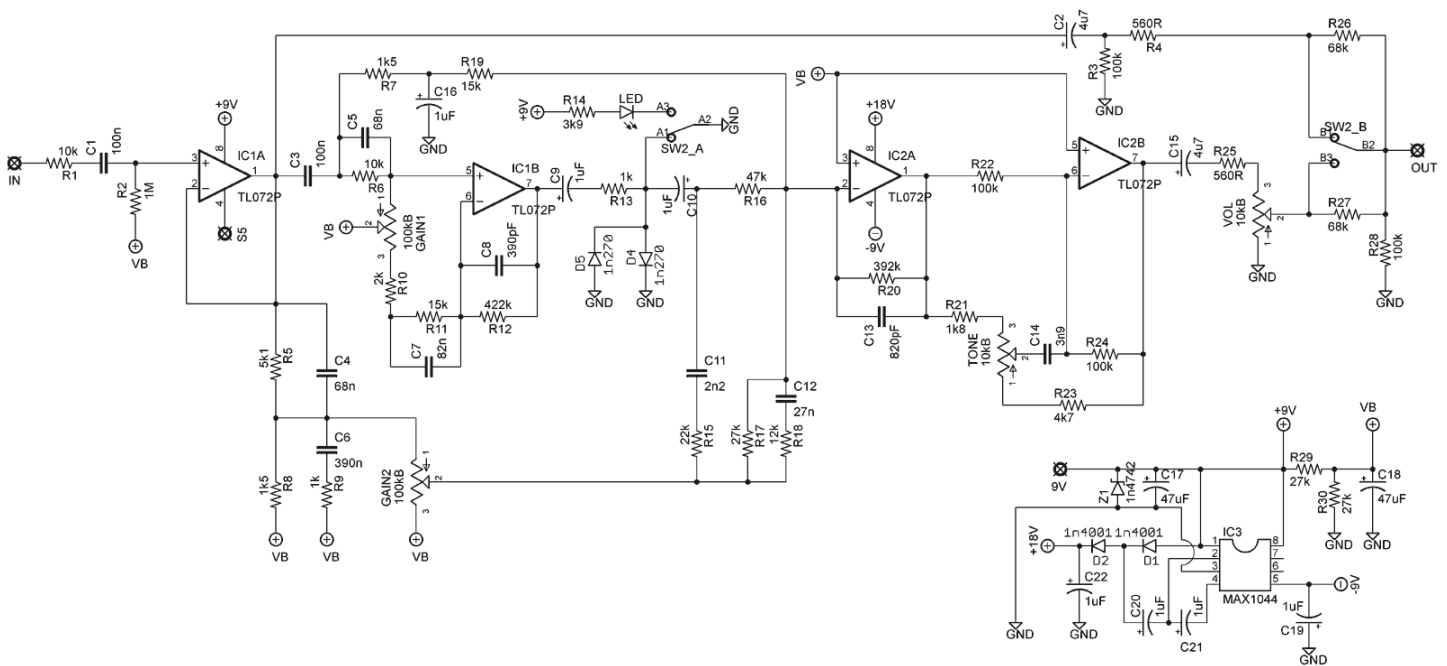 C2
4u7
560R
R4
R26
68k
R3
100k
1k5
R7
R19
15k
C16
1uF
GND
VB
+9V
R14
3k9
LED
A3
A1
A2
GND
SW2_A
+18V
C5
68n
10k
R6
+9V
IN
10k
R1
C1
100n
R2
1M
VB
3
2
8
4
1
IC1A
TL072P
S5
C3
100n
VB
1
2
3
100kB
GAIN1
2k
R10
5
6
7
IC1B
TL072P
C8
390pF
15k
R11
422k
R12
C7
82n
C9
1uF
1k
R13
1uF
C10
D5
1n270
D4
1n270
GND
GND
47k
R16
3
2
8
4
1
IC2A
TL072P
-9V
392k
R20
C13
820pF
R22
100k
5
6
7
IC2B
TL072P
R21
1k8
TONE
10kB
3
2
1
C14
3n9
R24
100k
R23
4k7
C15
4u7
R25
560R
VOL
10kB
3
2
1
GND
B1
B2
B3
SW2_B
OUT
R27
68k
R28
100k
GND
GND
5k1
R5
C4
68n
C6
390n
1k5
R8
1k
R9
VB
VB
GAIN2
100kB
1
2
3
VB
C11
2n2
22k
R15
27k
R17
C12
27n
12k
R18
+9V
VB
R29
27k
R30
27k
GND
C18
47uF
GND
9V
Z1
1n4742
C17
47uF
+18V
1n4001
1n4001
D2
D1
C22
1uF
GND
GND
C20
1uF
1uF
C21
IC3
1
2
3
4
8
7
6
5
MAX1044
-9V
1uF
C19
GND